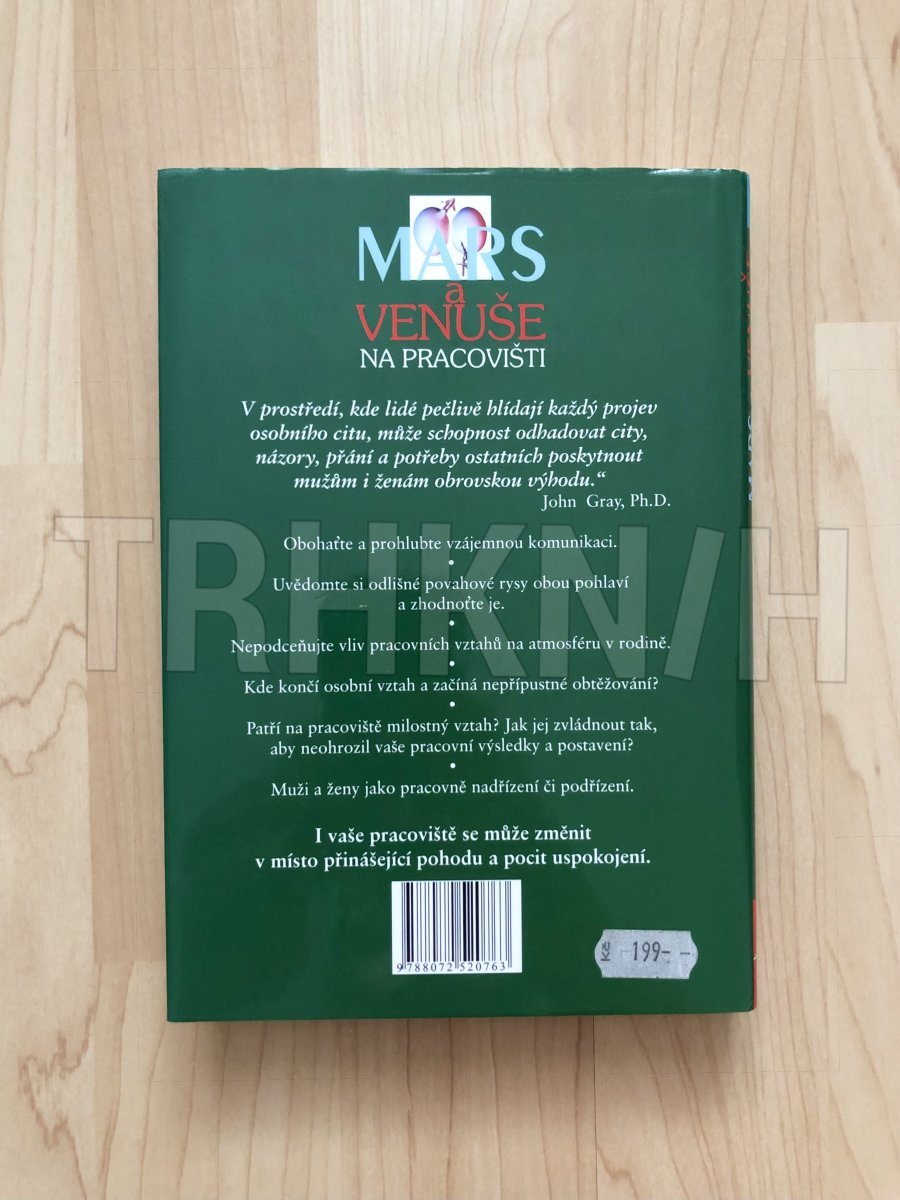 MARS
a
VENUŠE
NA PRACOVIŠTI
V prostředí, kde lidé pečlivě hlídají každý projev
osobního citu, může schopnost odhadovat city,
názory, přání a potřeby ostatních poskytnout
mužům i ženám obrovskou výhodu.“
John Gray, Ph.D.
Obohaťte a prohlubte vzájemnou komunikaci.
•
Uvědomte si odlišné povahové rysy obou pohlaví
a zhodnoťte je.
•
Nepodceňujte vliv pracovních vztahů na atmosféru v rodině.
•
Kde končí osobní vztah a začíná nepřípustné obtěžování?
•
Patří na pracoviště milostný vztah? Jak jej zvládnout tak,
aby neohrozil vaše pracovní výsledky a postavení?
•
Muži a ženy jako pracovně nadřízení či podřízení.
I vaše pracoviště se může změnit
v místo přinášející pohodu a pocit uspokojení.
9 788072 520763
Kč 199- -
TRHKNIH